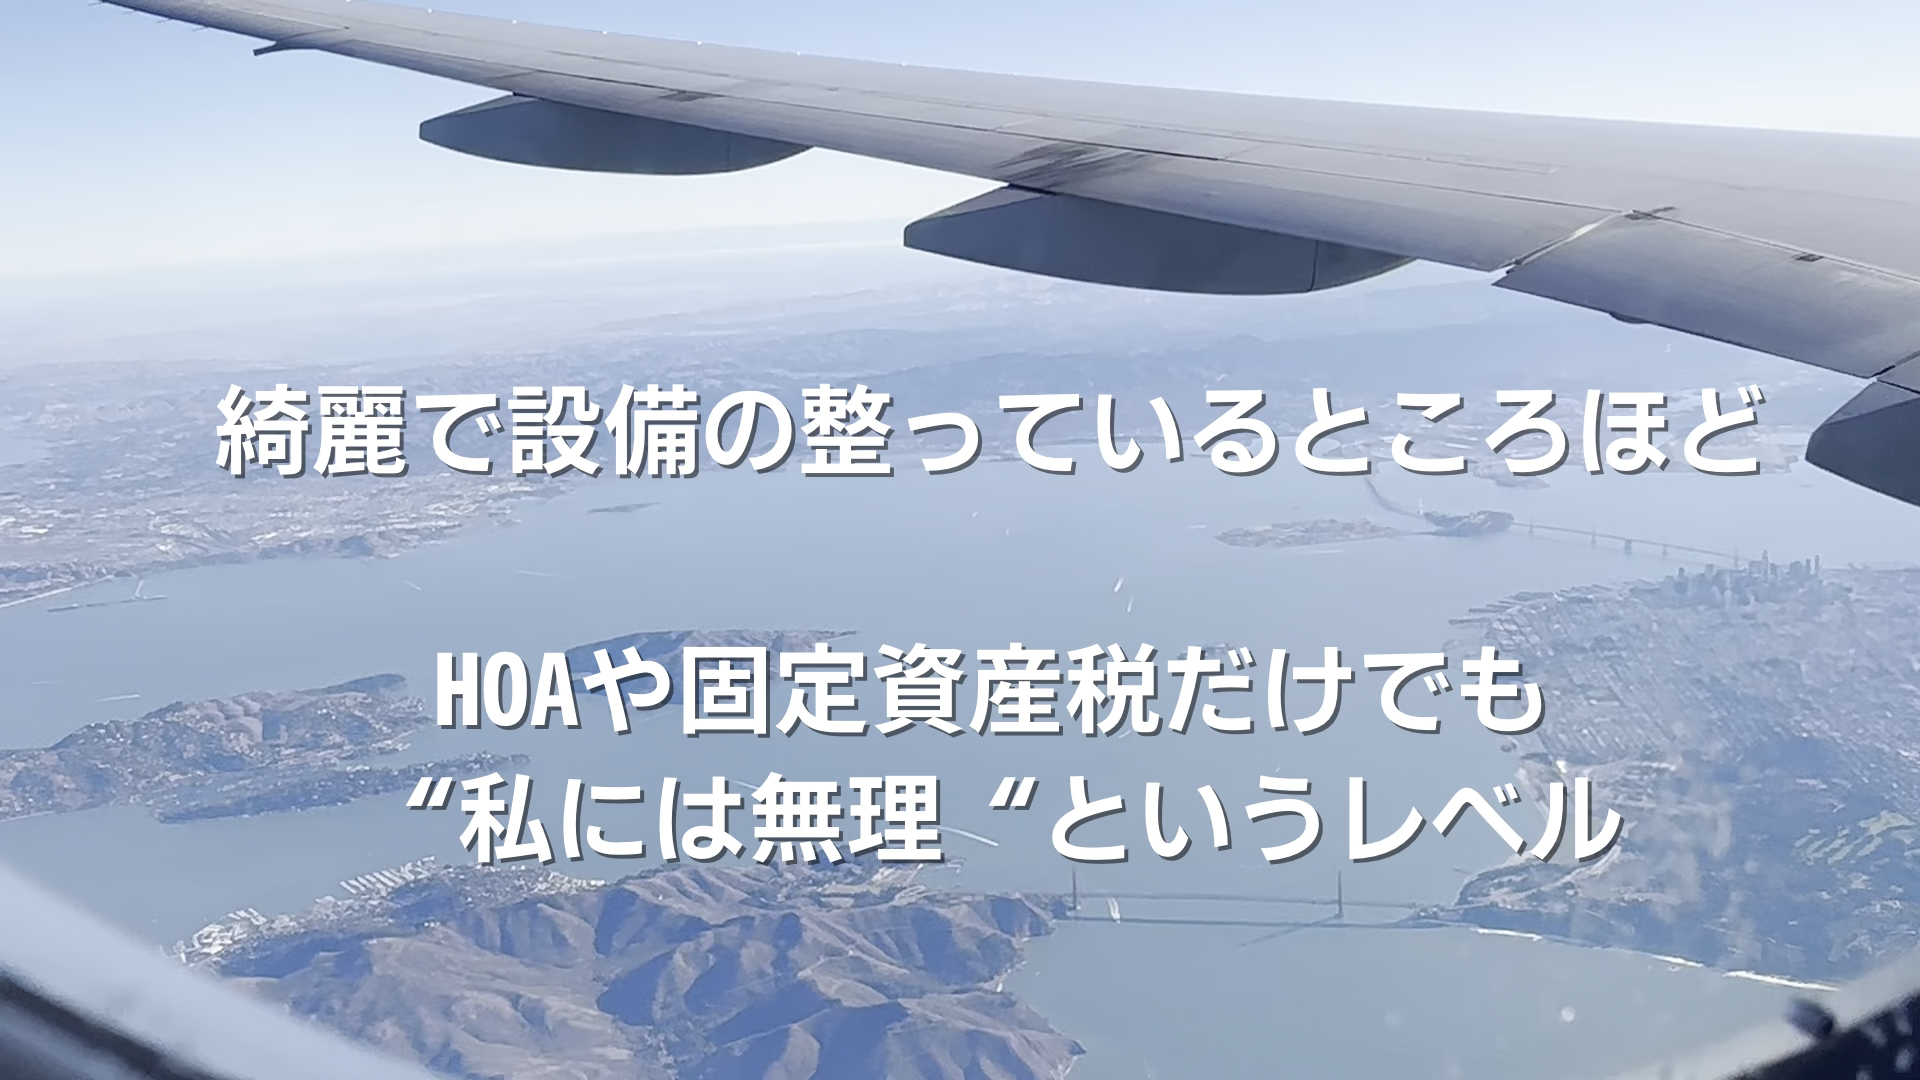 綺麗で設備の整っているところほど
HOAや固定資産税だけでも
〝私には無理〝というレベル